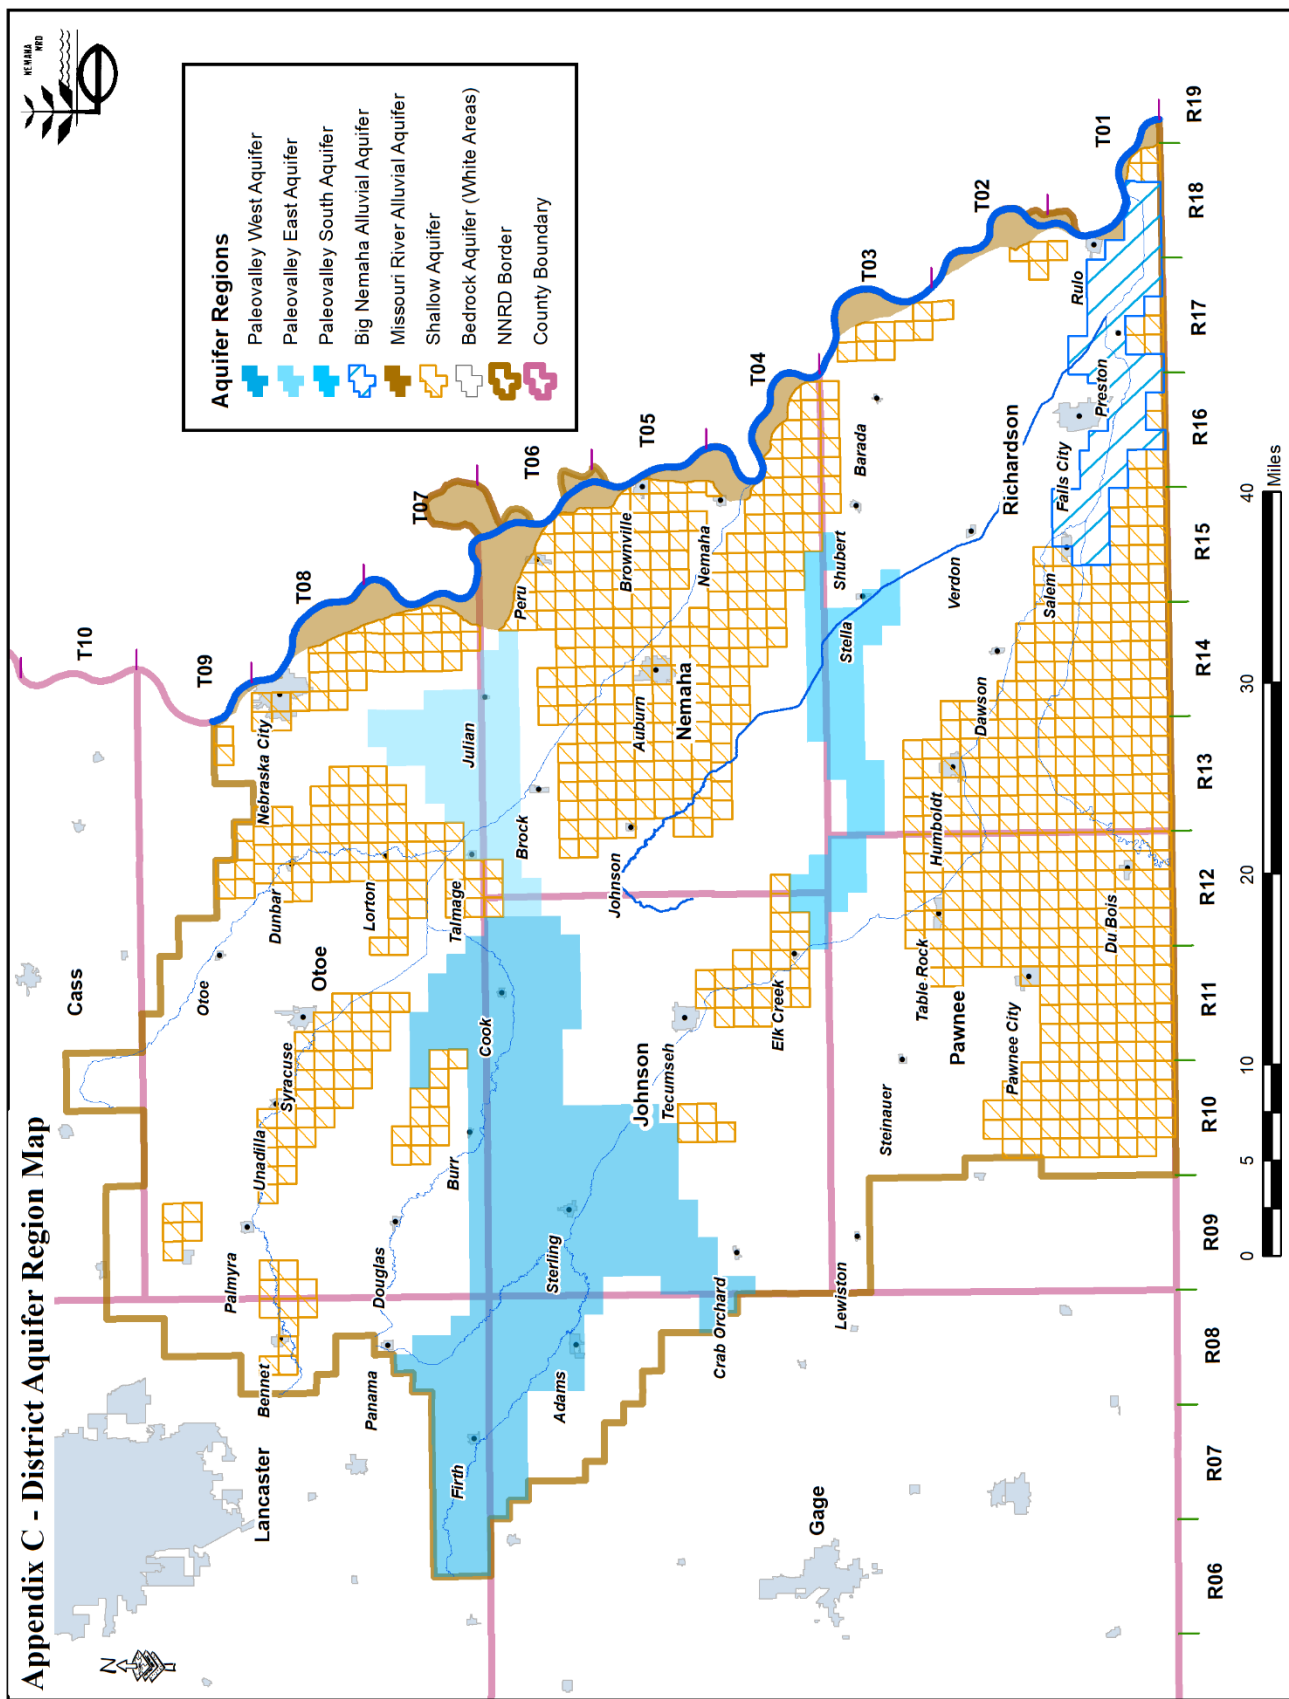 Appendix C - District Aquifer Region Map
N
NEMAHA
NRD
Aquifer Regions
Paleovalley West Aquifer
Paleovalley East Aquifer
Paleovalley South Aquifer
Big Nemaha Alluvial Aquifer
Missouri River Alluvial Aquifer
Shallow Aquifer
Bedrock Aquifer (White Areas)
NNRD Border
County Boundary
Cass
T10
Lancaster
Otoe
T09
Bennet
Palmyra
Unadilla
Syracuse
Otoe
Dunbar
Nebraska City
T08
Panama
Douglas
Burr
Lorton
Talmage
T07
Firth
Cook
Julian
Peru
T06
Adams
Sterling
Brock
Brownville
T05
Johnson
Johnson
Auburn
Nemaha
Nemaha
T04
Crab Orchard
Tecumseh
Elk Creek
Gage
Lewiston
Steinauer
Stella
Shubert
Barada
T03
Table Rock
Pawnee
Humboldt
Dawson
Verdon
Richardson
T02
Pawnee City
Du Bois
Salem
Falls City
Preston
Rulo
T01
R06
R07
R08
R09
R10
R11
R12
R13
R14
R15
R16
R17
R18
R19
0
5
10
20
30
40
Miles